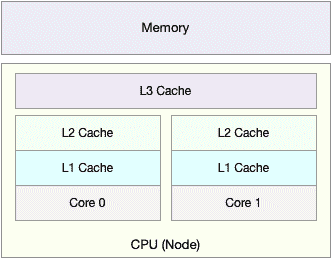 Memory
L3 Cache
L2 Cache
L1 Cache
Core 0
L2 Cache
L1 Cache
Core 1
CPU (Node)